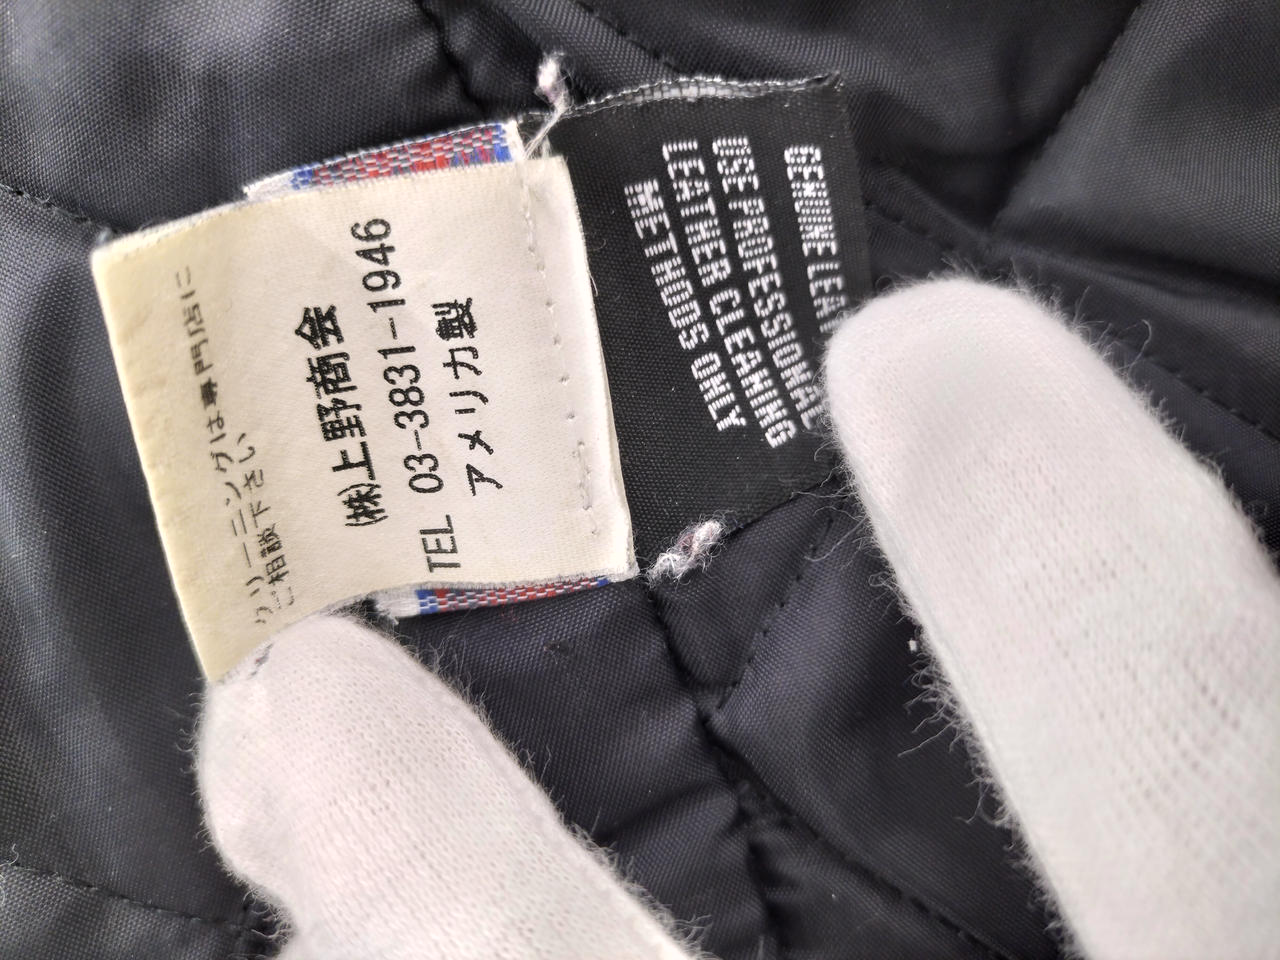 クリーニングは専門店に
ご相談下さい
㈱上野商会
TEL 03-3831-1946
アメリカ製
GENUINE
USE PROFESSIONAL
LEATHER CLEANING
METHODS ONLY